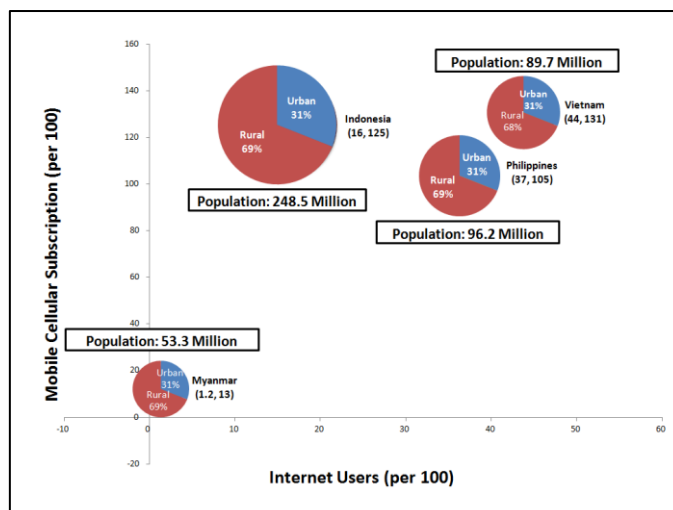 160
Population: 89.7 Million
140
Urban
31%
Rural
69%
Indonesia
(16, 125)
Urban
31%
Rural
68%
Vietnam
(44, 131)
120
Urban
31%
Rural
69%
Philippines
(37, 105)
100
Population: 248.5 Million
80
Population: 96.2 Million
60
40
Population: 53.3 Million
20
Urban
31%
Rural
69%
Myanmar
(1.2, 13)
0
-10
0
10
20
30
40
50
60
-20
Mobile Cellular Subscription (per 100)
Internet Users (per 100)